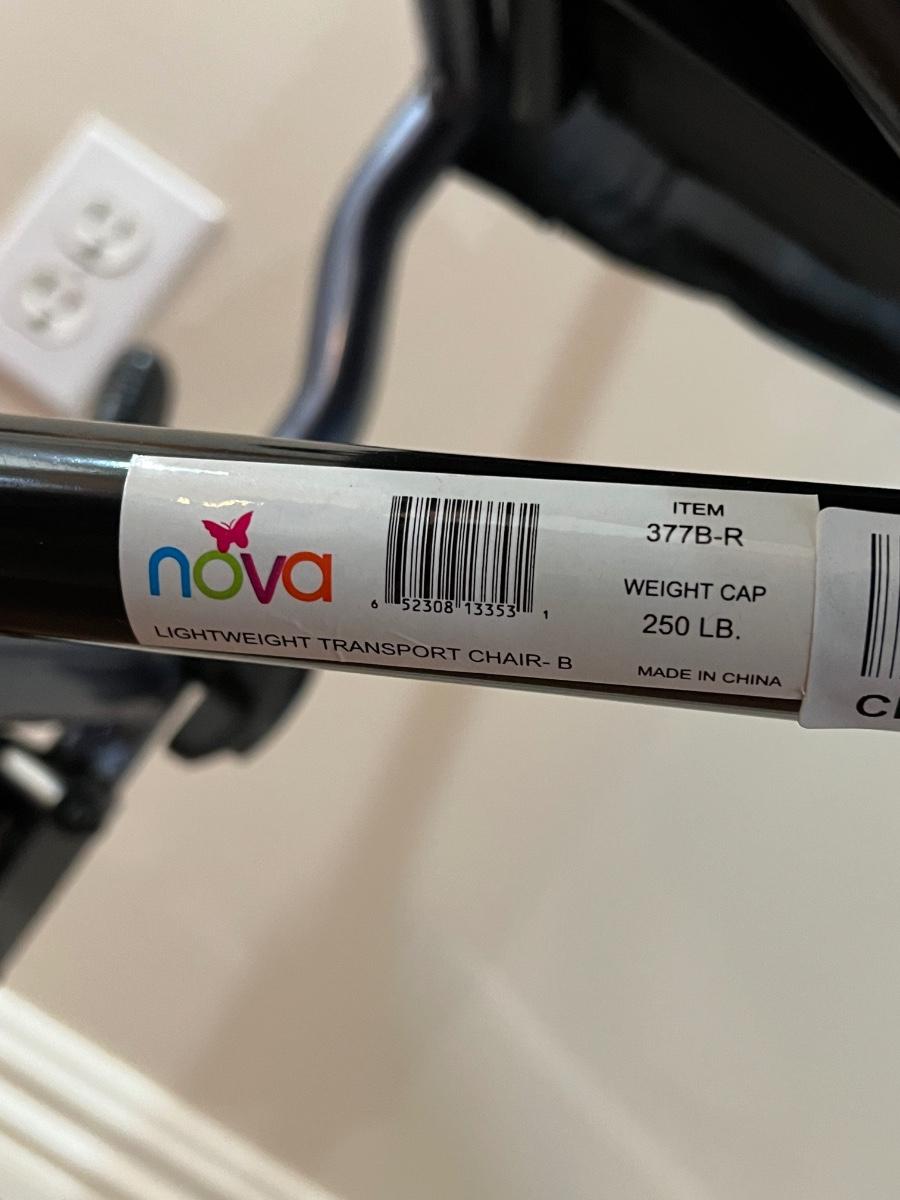 nova
6 52308 13353 1
LIGHTWEIGHT TRANSPORT CHAIR- B
ITEM
377B-R
WEIGHT CAP
250 LB.
MADE IN CHINA